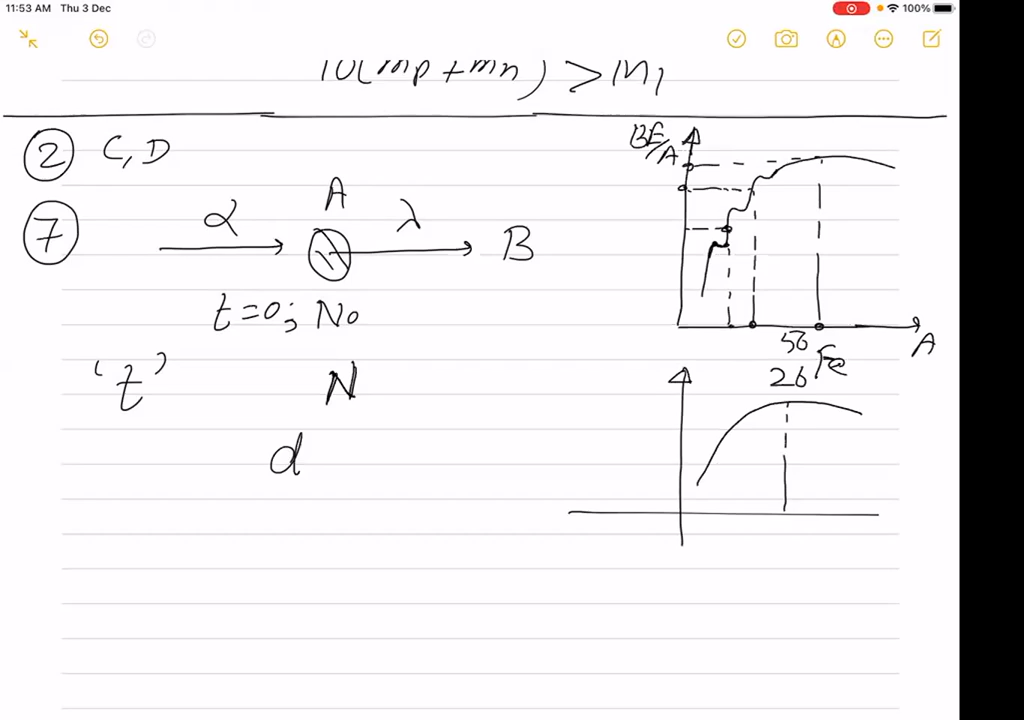 11:53 AM Thu 3 Dec
100%
10(mp + mn) > m1
② C, D
BE/A
⑦ α A λ B
t=0; N₀
A
56
26 Fe
't' N
d